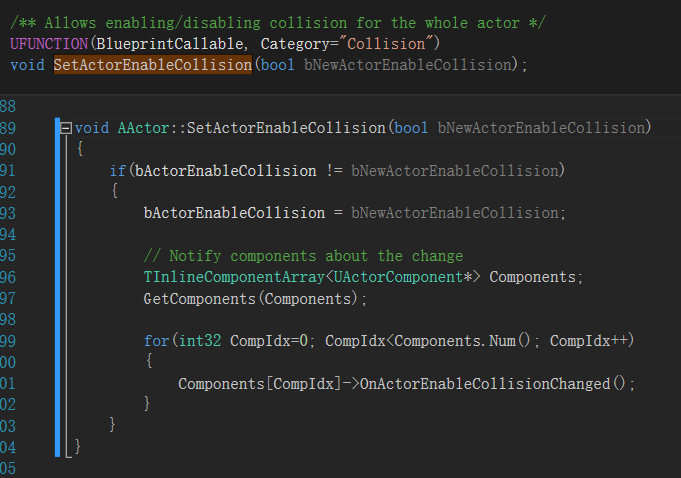 /** Allows enabling/disabling collision for the whole actor */
UFUNCTION(BlueprintCallable, Category="Collision")
void SetActorEnableCollision(bool bNewActorEnableCollision);
88
89 void AActor::SetActorEnableCollision(bool bNewActorEnableCollision)
90 {
91 if(bActorEnableCollision != bNewActorEnableCollision)
92 {
93 bActorEnableCollision = bNewActorEnableCollision;
94
95 // Notify components about the change
96 TInlineComponentArray<UActorComponent*> Components;
97 GetComponents(Components);
98
99 for(int32 CompIdx=0; CompIdx<Components.Num(); CompIdx++)
00 {
01 Components[CompIdx]->OnActorEnableCollisionChanged();
02 }
03 }
04 }
05